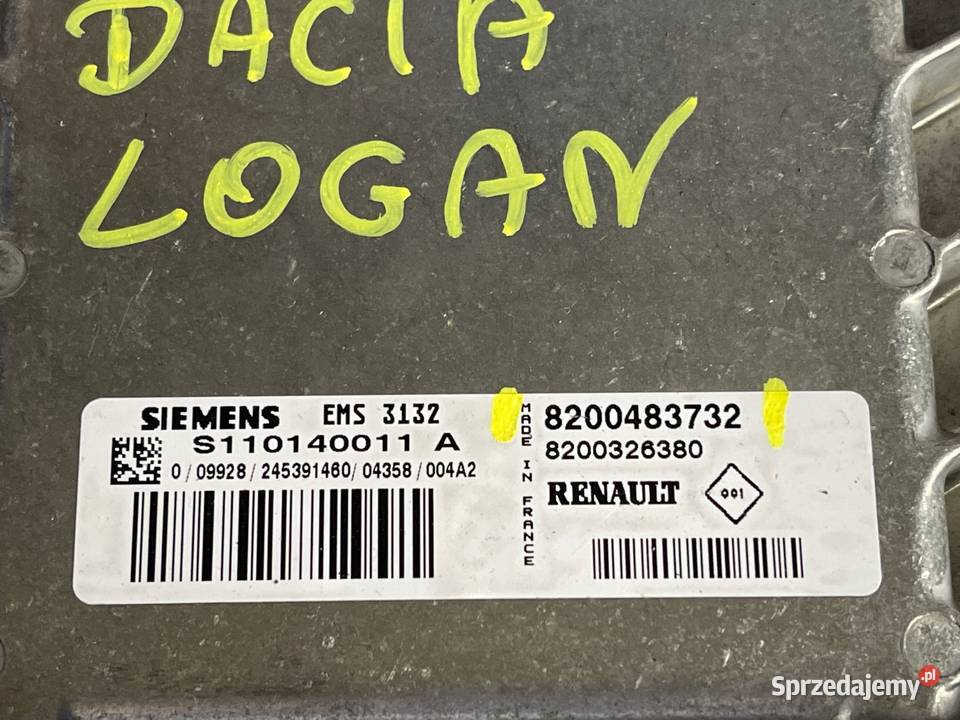 DACIA
LOGAN
SIEMENS EMS 3132
S110140011 A
0/09928/245391460/04358/004A2
MADE IN FRANCE
8200483732
8200326380
RENAULT 001
Sprzedajemy.pl